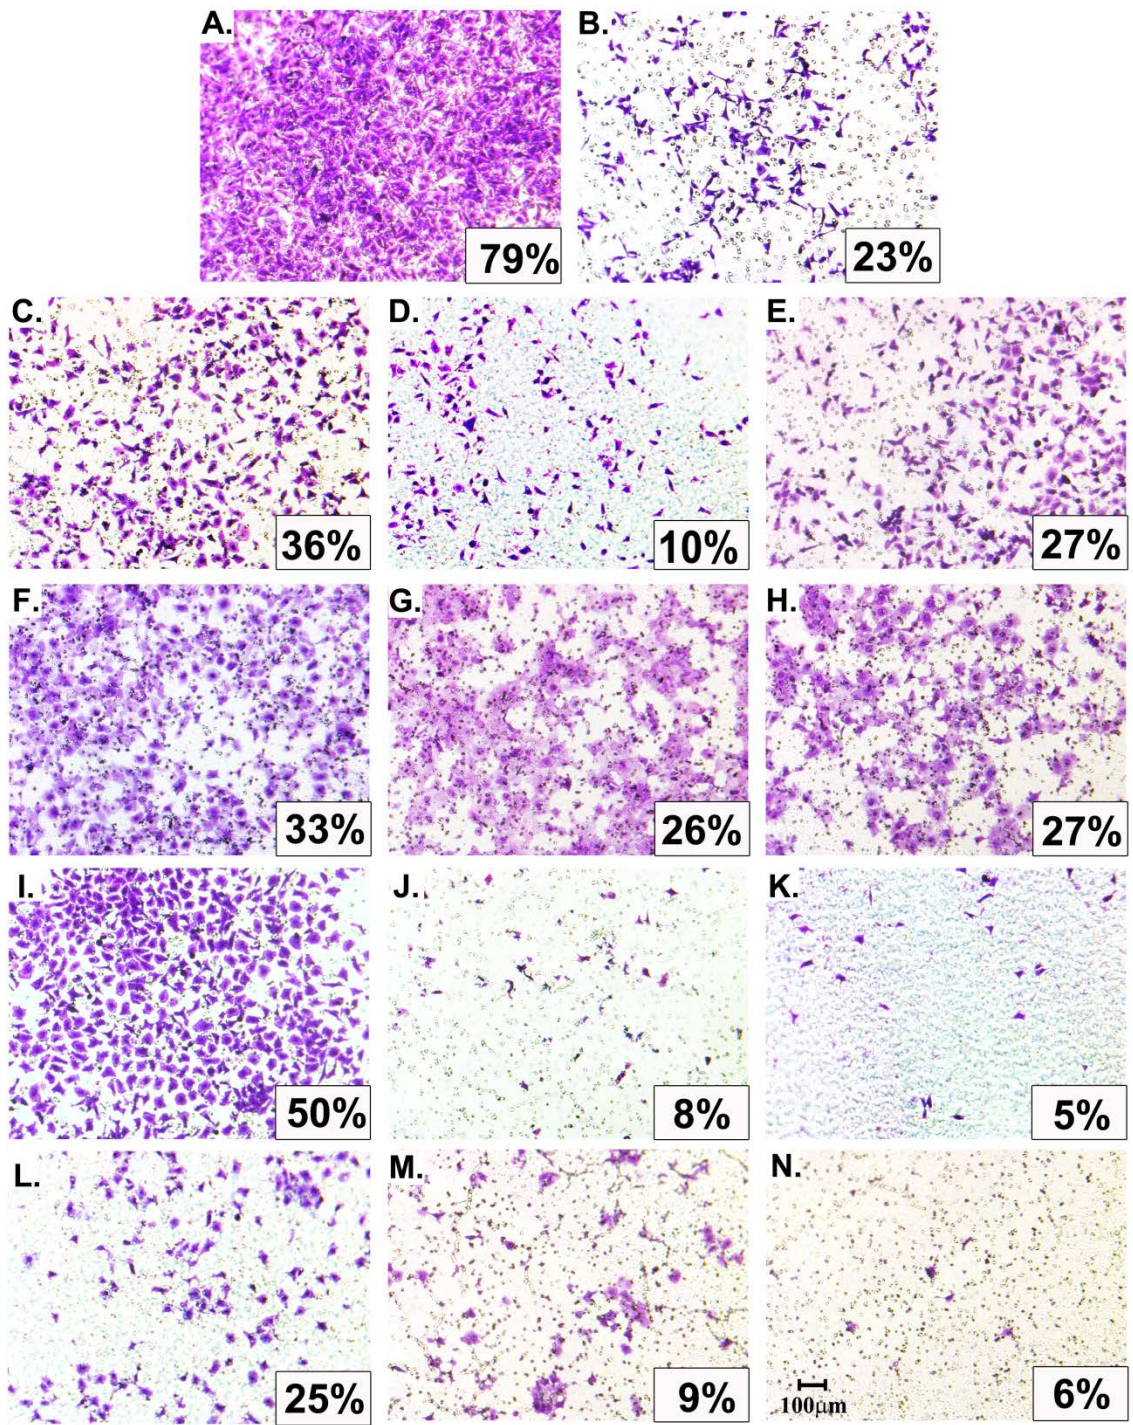 A.
B.
79%
23%
C.
D.
E.
36%
10%
27%
F.
G.
H.
33%
26%
27%
I.
J.
K.
50%
8%
5%
L.
M.
N.
25%
9%
100μm
6%